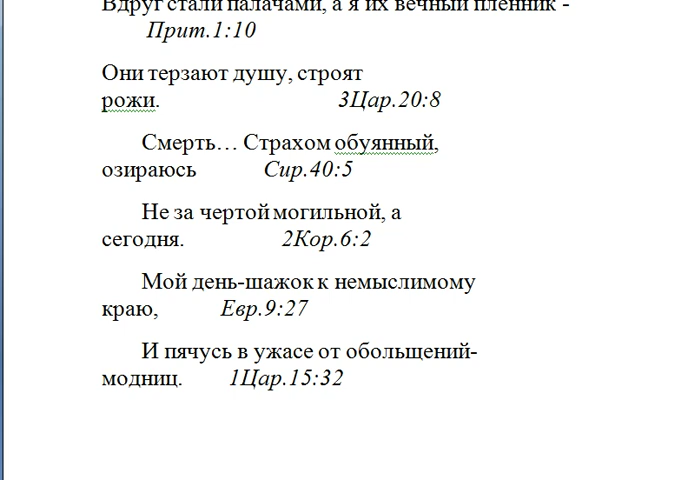 Вдруг стали палачами, а я их вечный пленник -
Прит.1:10
Они терзают душу, строят
рожи. 3Цар.20:8
Смерть… Страхом обуянный,
озираюсь Сир.40:5
Не за чертой могильной, а
сегодня. 2Кор.6:2
Мой день-шажок к немыслимому
краю, Евр.9:27
И пячусь в ужасе от обольщений-
модниц. 1Цар.15:32